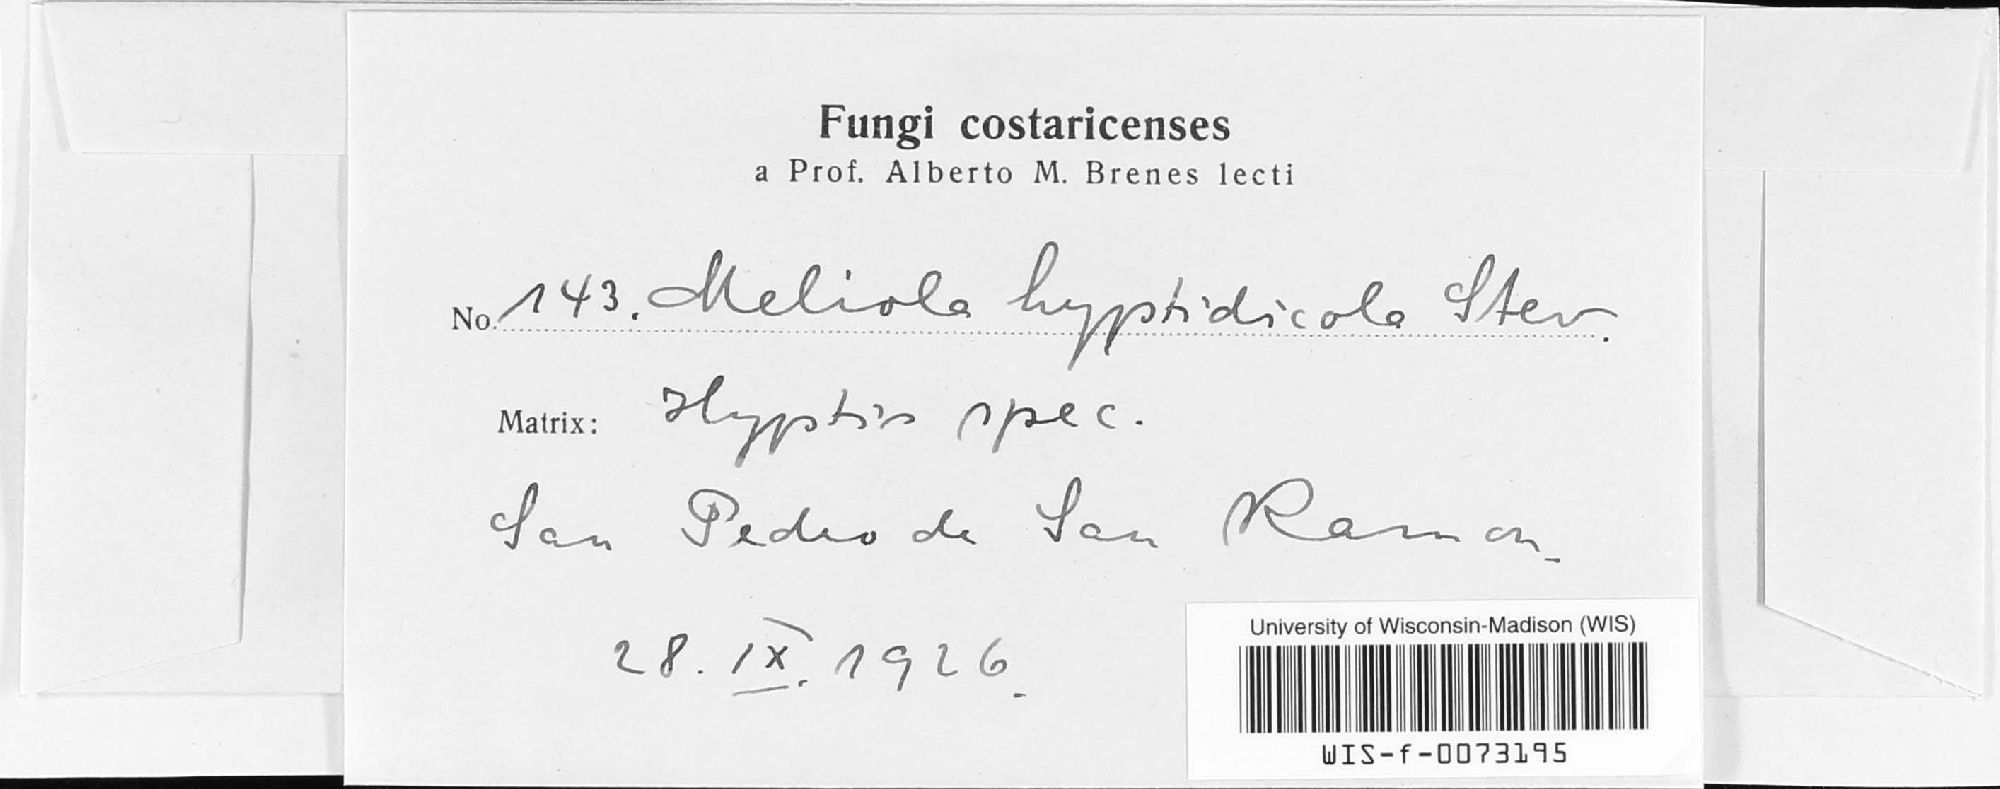 Fungi costaricenses
a Prof. Alberto M. Brenes lecti
No. 143. Meliola hyptidicola Stev.
Matrix: Hyptis spec.
San Pedro de San Ramon.
28. IX. 1926.
University of Wisconsin-Madison (WIS)
WIS-f-0073195